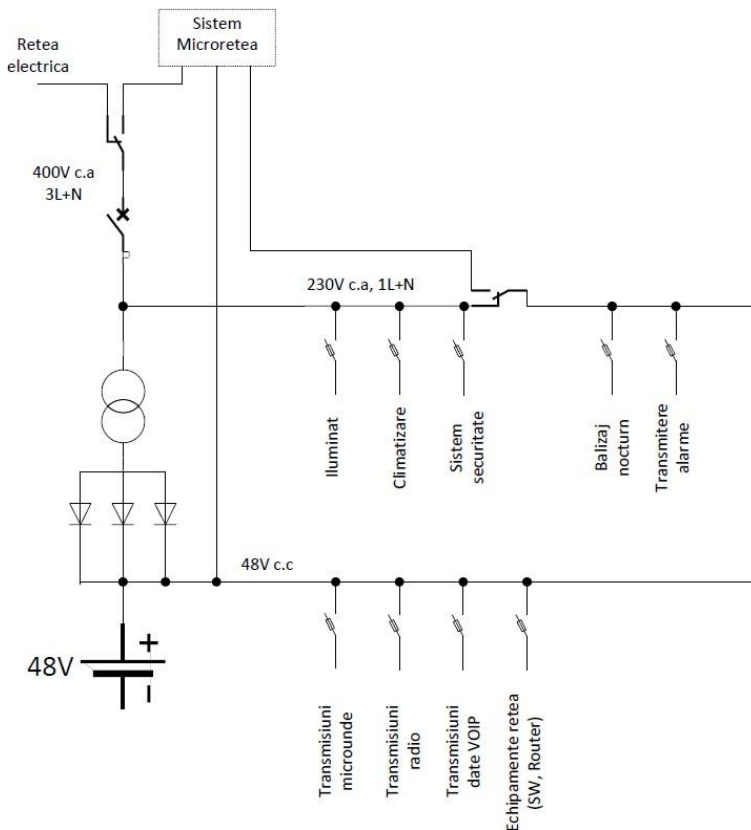 Sistem
Microretea
Retea
electrica
400V c.a
3L+N
230V c.a, 1L+N
Iluminat
Climatizare
Sistem
securitate
Balizaj
nocturn
Transmitere
alarme
48V c.c
48V
+
-
Transmisiuni
microunde
Transmisiuni
radio
Transmisiuni
date VOIP
Echipamente retea
(SW, Router)